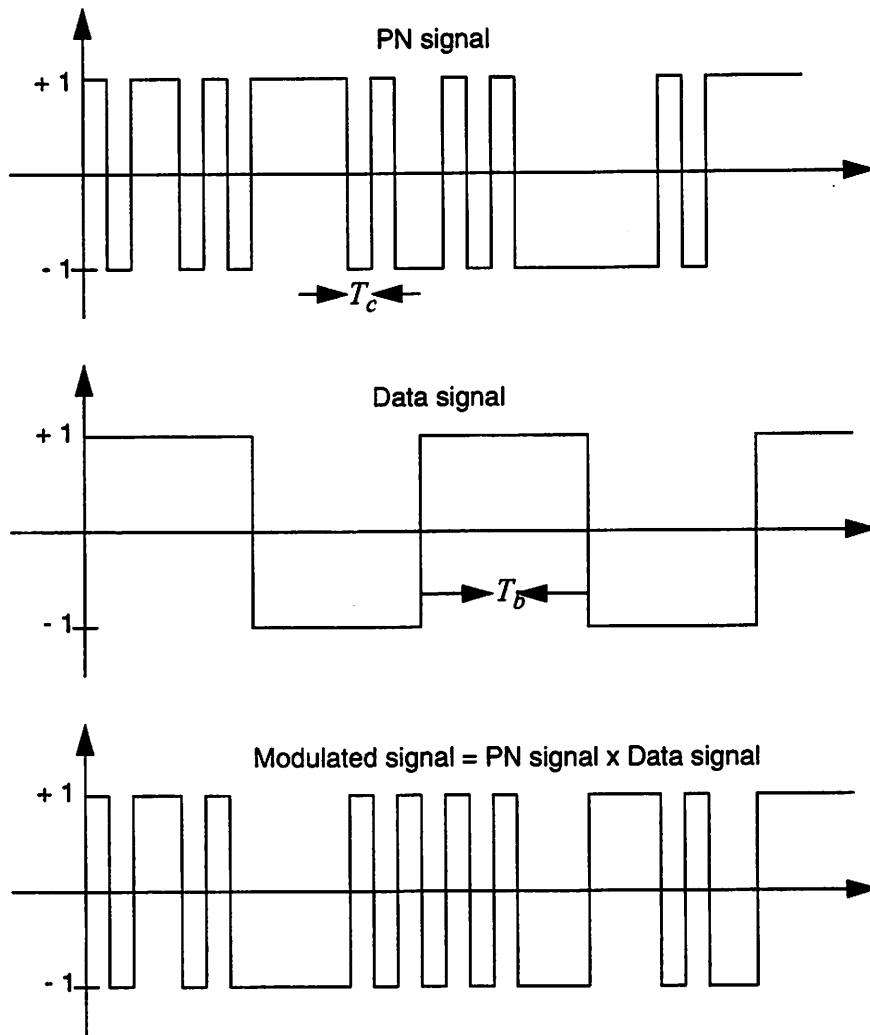 PN signal
+ 1
- 1
T_c
Data signal
+ 1
T_b
- 1
Modulated signal = PN signal x Data signal
+ 1
- 1